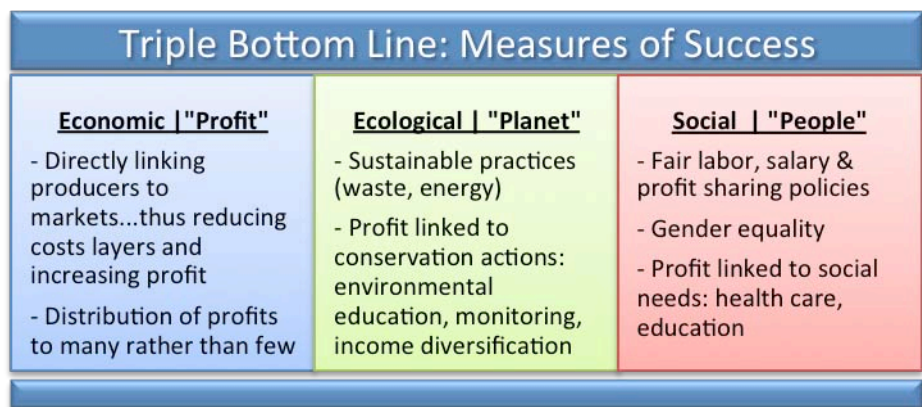 Triple Bottom Line: Measures of Success
Economic |"Profit"
- Directly linking
producers to
markets...thus reducing
costs layers and
increasing profit
- Distribution of profits
to many rather than few
Ecological | "Planet"
- Sustainable practices
(waste, energy)
- Profit linked to
conservation actions:
environmental
education, monitoring,
income diversification
Social | "People"
- Fair labor, salary &
profit sharing policies
- Gender equality
- Profit linked to social
needs: health care,
education